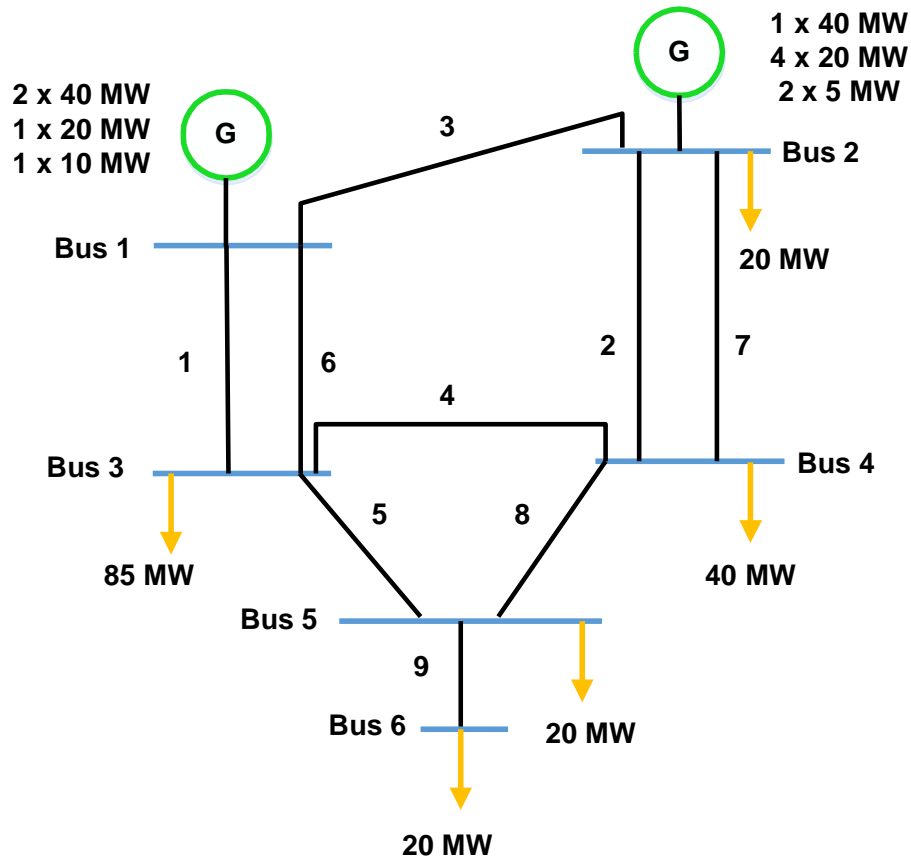 1 x 40 MW
4 x 20 MW
2 x 5 MW
G
2 x 40 MW
1 x 20 MW
1 x 10 MW
G
3
Bus 2
20 MW
Bus 1
1
6
2
7
4
Bus 3
Bus 4
5
8
85 MW
40 MW
Bus 5
9
Bus 6
20 MW
20 MW